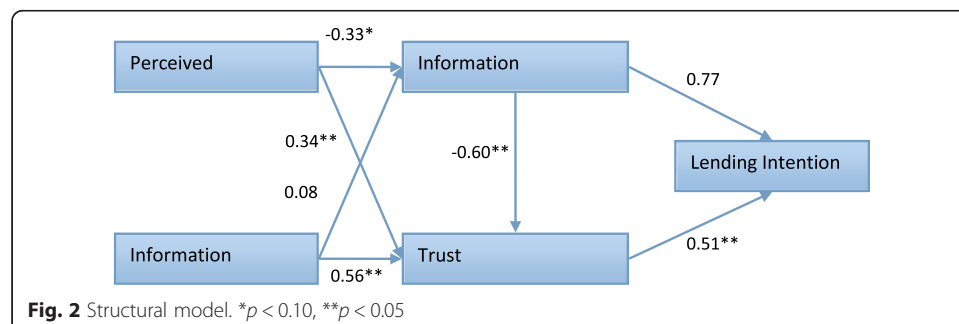 -0.33*
Perceived
Information
0.77
0.34**
-0.60**
Lending Intention
0.08
Information
Trust
0.51**
0.56**
Fig. 2 Structural model. *p < 0.10, **p < 0.05